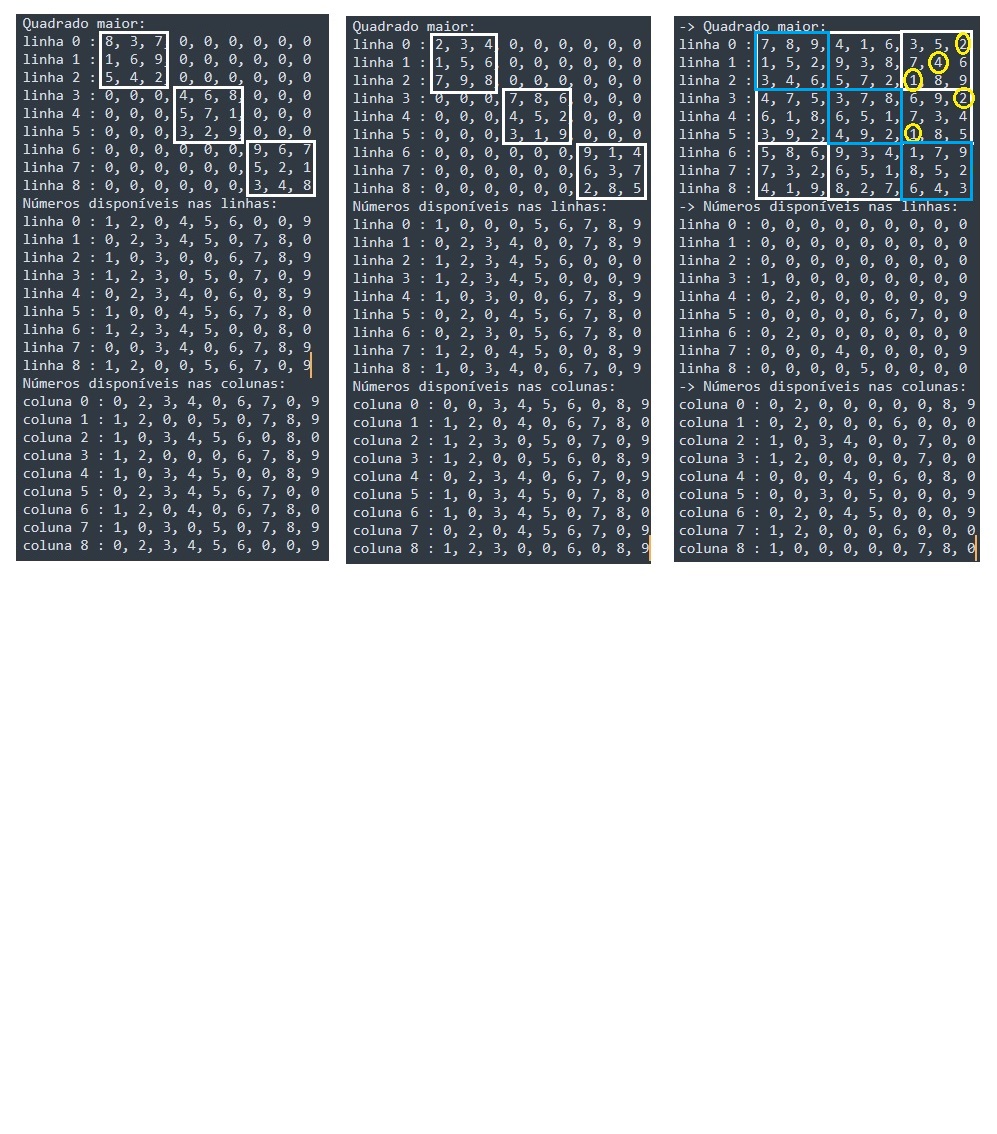 Quadrado maior:
linha 0 : 8, 3, 7, 0, 0, 0, 0, 0, 0
linha 1 : 1, 6, 9, 0, 0, 0, 0, 0, 0
linha 2 : 5, 4, 2, 0, 0, 0, 0, 0, 0
linha 3 : 0, 0, 0, 4, 6, 8, 0, 0, 0
linha 4 : 0, 0, 0, 5, 7, 1, 0, 0, 0
linha 5 : 0, 0, 0, 3, 2, 9, 0, 0, 0
linha 6 : 0, 0, 0, 0, 0, 0, 9, 6, 7
linha 7 : 0, 0, 0, 0, 0, 0, 5, 2, 1
linha 8 : 0, 0, 0, 0, 0, 0, 3, 4, 8
Números disponíveis nas linhas:
linha 0 : 1, 2, 0, 4, 5, 6, 0, 0, 9
linha 1 : 0, 2, 3, 4, 5, 0, 7, 8, 0
linha 2 : 1, 0, 3, 0, 0, 6, 7, 8, 9
linha 3 : 1, 2, 3, 0, 5, 0, 7, 0, 9
linha 4 : 0, 2, 3, 4, 0, 6, 0, 8, 9
linha 5 : 1, 0, 0, 4, 5, 6, 7, 8, 0
linha 6 : 1, 2, 3, 4, 5, 0, 0, 8, 0
linha 7 : 0, 0, 3, 4, 0, 6, 7, 8, 9
linha 8 : 1, 2, 0, 0, 5, 6, 7, 0, 9
Números disponíveis nas colunas:
coluna 0 : 0, 2, 3, 4, 0, 6, 7, 0, 9
coluna 1 : 1, 2, 0, 0, 5, 0, 7, 8, 9
coluna 2 : 1, 0, 3, 4, 5, 6, 0, 8, 0
coluna 3 : 1, 2, 0, 0, 0, 6, 7, 8, 9
coluna 4 : 1, 0, 3, 4, 5, 0, 0, 8, 9
coluna 5 : 0, 2, 3, 4, 5, 6, 7, 0, 0
coluna 6 : 1, 2, 0, 4, 0, 6, 7, 8, 0
coluna 7 : 1, 0, 3, 0, 5, 0, 7, 8, 9
coluna 8 : 0, 2, 3, 4, 5, 6, 0, 0, 9
Quadrado maior:
linha 0 : 2, 3, 4, 0, 0, 0, 0, 0, 0
linha 1 : 1, 5, 6, 0, 0, 0, 0, 0, 0
linha 2 : 7, 9, 8, 0, 0, 0, 0, 0, 0
linha 3 : 0, 0, 0, 7, 8, 6, 0, 0, 0
linha 4 : 0, 0, 0, 4, 5, 2, 0, 0, 0
linha 5 : 0, 0, 0, 3, 1, 9, 0, 0, 0
linha 6 : 0, 0, 0, 0, 0, 0, 9, 1, 4
linha 7 : 0, 0, 0, 0, 0, 0, 6, 3, 7
linha 8 : 0, 0, 0, 0, 0, 0, 2, 8, 5
Números disponíveis nas linhas:
linha 0 : 1, 0, 0, 0, 5, 6, 7, 8, 9
linha 1 : 0, 2, 3, 4, 0, 0, 7, 8, 9
linha 2 : 1, 2, 3, 4, 5, 6, 0, 0, 0
linha 3 : 1, 2, 3, 4, 5, 0, 0, 0, 9
linha 4 : 1, 0, 3, 0, 0, 6, 7, 8, 9
linha 5 : 0, 2, 0, 4, 5, 6, 7, 8, 0
linha 6 : 0, 2, 3, 0, 5, 6, 7, 8, 0
linha 7 : 1, 2, 0, 4, 5, 0, 0, 8, 9
linha 8 : 1, 0, 3, 4, 0, 6, 7, 0, 9
Números disponíveis nas colunas:
coluna 0 : 0, 0, 3, 4, 5, 6, 0, 8, 9
coluna 1 : 1, 2, 0, 4, 0, 6, 7, 8, 0
coluna 2 : 1, 2, 3, 0, 5, 0, 7, 0, 9
coluna 3 : 1, 2, 0, 0, 5, 6, 0, 8, 9
coluna 4 : 0, 2, 3, 4, 0, 6, 7, 0, 9
coluna 5 : 1, 0, 3, 4, 5, 0, 7, 8, 0
coluna 6 : 1, 0, 3, 4, 5, 0, 7, 8, 0
coluna 7 : 0, 2, 0, 4, 5, 6, 7, 0, 9
coluna 8 : 1, 2, 3, 0, 0, 6, 0, 8, 9
-> Quadrado maior:
linha 0 : 7, 8, 9, 4, 1, 6, 3, 5, 2
linha 1 : 1, 5, 2, 9, 3, 8, 7, 4, 6
linha 2 : 3, 4, 6, 5, 7, 2, 1, 8, 9
linha 3 : 4, 7, 5, 3, 7, 8, 6, 9, 2
linha 4 : 6, 1, 8, 6, 5, 1, 7, 3, 4
linha 5 : 3, 9, 2, 4, 9, 2, 1, 8, 5
linha 6 : 5, 8, 6, 9, 3, 4, 1, 7, 9
linha 7 : 7, 3, 2, 6, 5, 1, 8, 5, 2
linha 8 : 4, 1, 9, 8, 2, 7, 6, 4, 3
-> Números disponíveis nas linhas:
linha 0 : 0, 0, 0, 0, 0, 0, 0, 0, 0
linha 1 : 0, 0, 0, 0, 0, 0, 0, 0, 0
linha 2 : 0, 0, 0, 0, 0, 0, 0, 0, 0
linha 3 : 1, 0, 0, 0, 0, 0, 0, 0, 0
linha 4 : 0, 2, 0, 0, 0, 0, 0, 0, 9
linha 5 : 0, 0, 0, 0, 0, 6, 7, 0, 0
linha 6 : 0, 2, 0, 0, 0, 0, 0, 0, 0
linha 7 : 0, 0, 0, 4, 0, 0, 0, 0, 9
linha 8 : 0, 0, 0, 0, 5, 0, 0, 0, 0
-> Números disponíveis nas colunas:
coluna 0 : 0, 2, 0, 0, 0, 0, 0, 8, 9
coluna 1 : 0, 2, 0, 0, 0, 6, 0, 0, 0
coluna 2 : 1, 0, 3, 4, 0, 0, 7, 0, 0
coluna 3 : 1, 2, 0, 0, 0, 0, 7, 0, 0
coluna 4 : 0, 0, 0, 4, 0, 6, 0, 8, 0
coluna 5 : 0, 0, 3, 0, 5, 0, 0, 0, 9
coluna 6 : 0, 2, 0, 4, 5, 0, 0, 0, 9
coluna 7 : 1, 2, 0, 0, 0, 6, 0, 0, 0
coluna 8 : 1, 0, 0, 0, 0, 0, 7, 8, 0